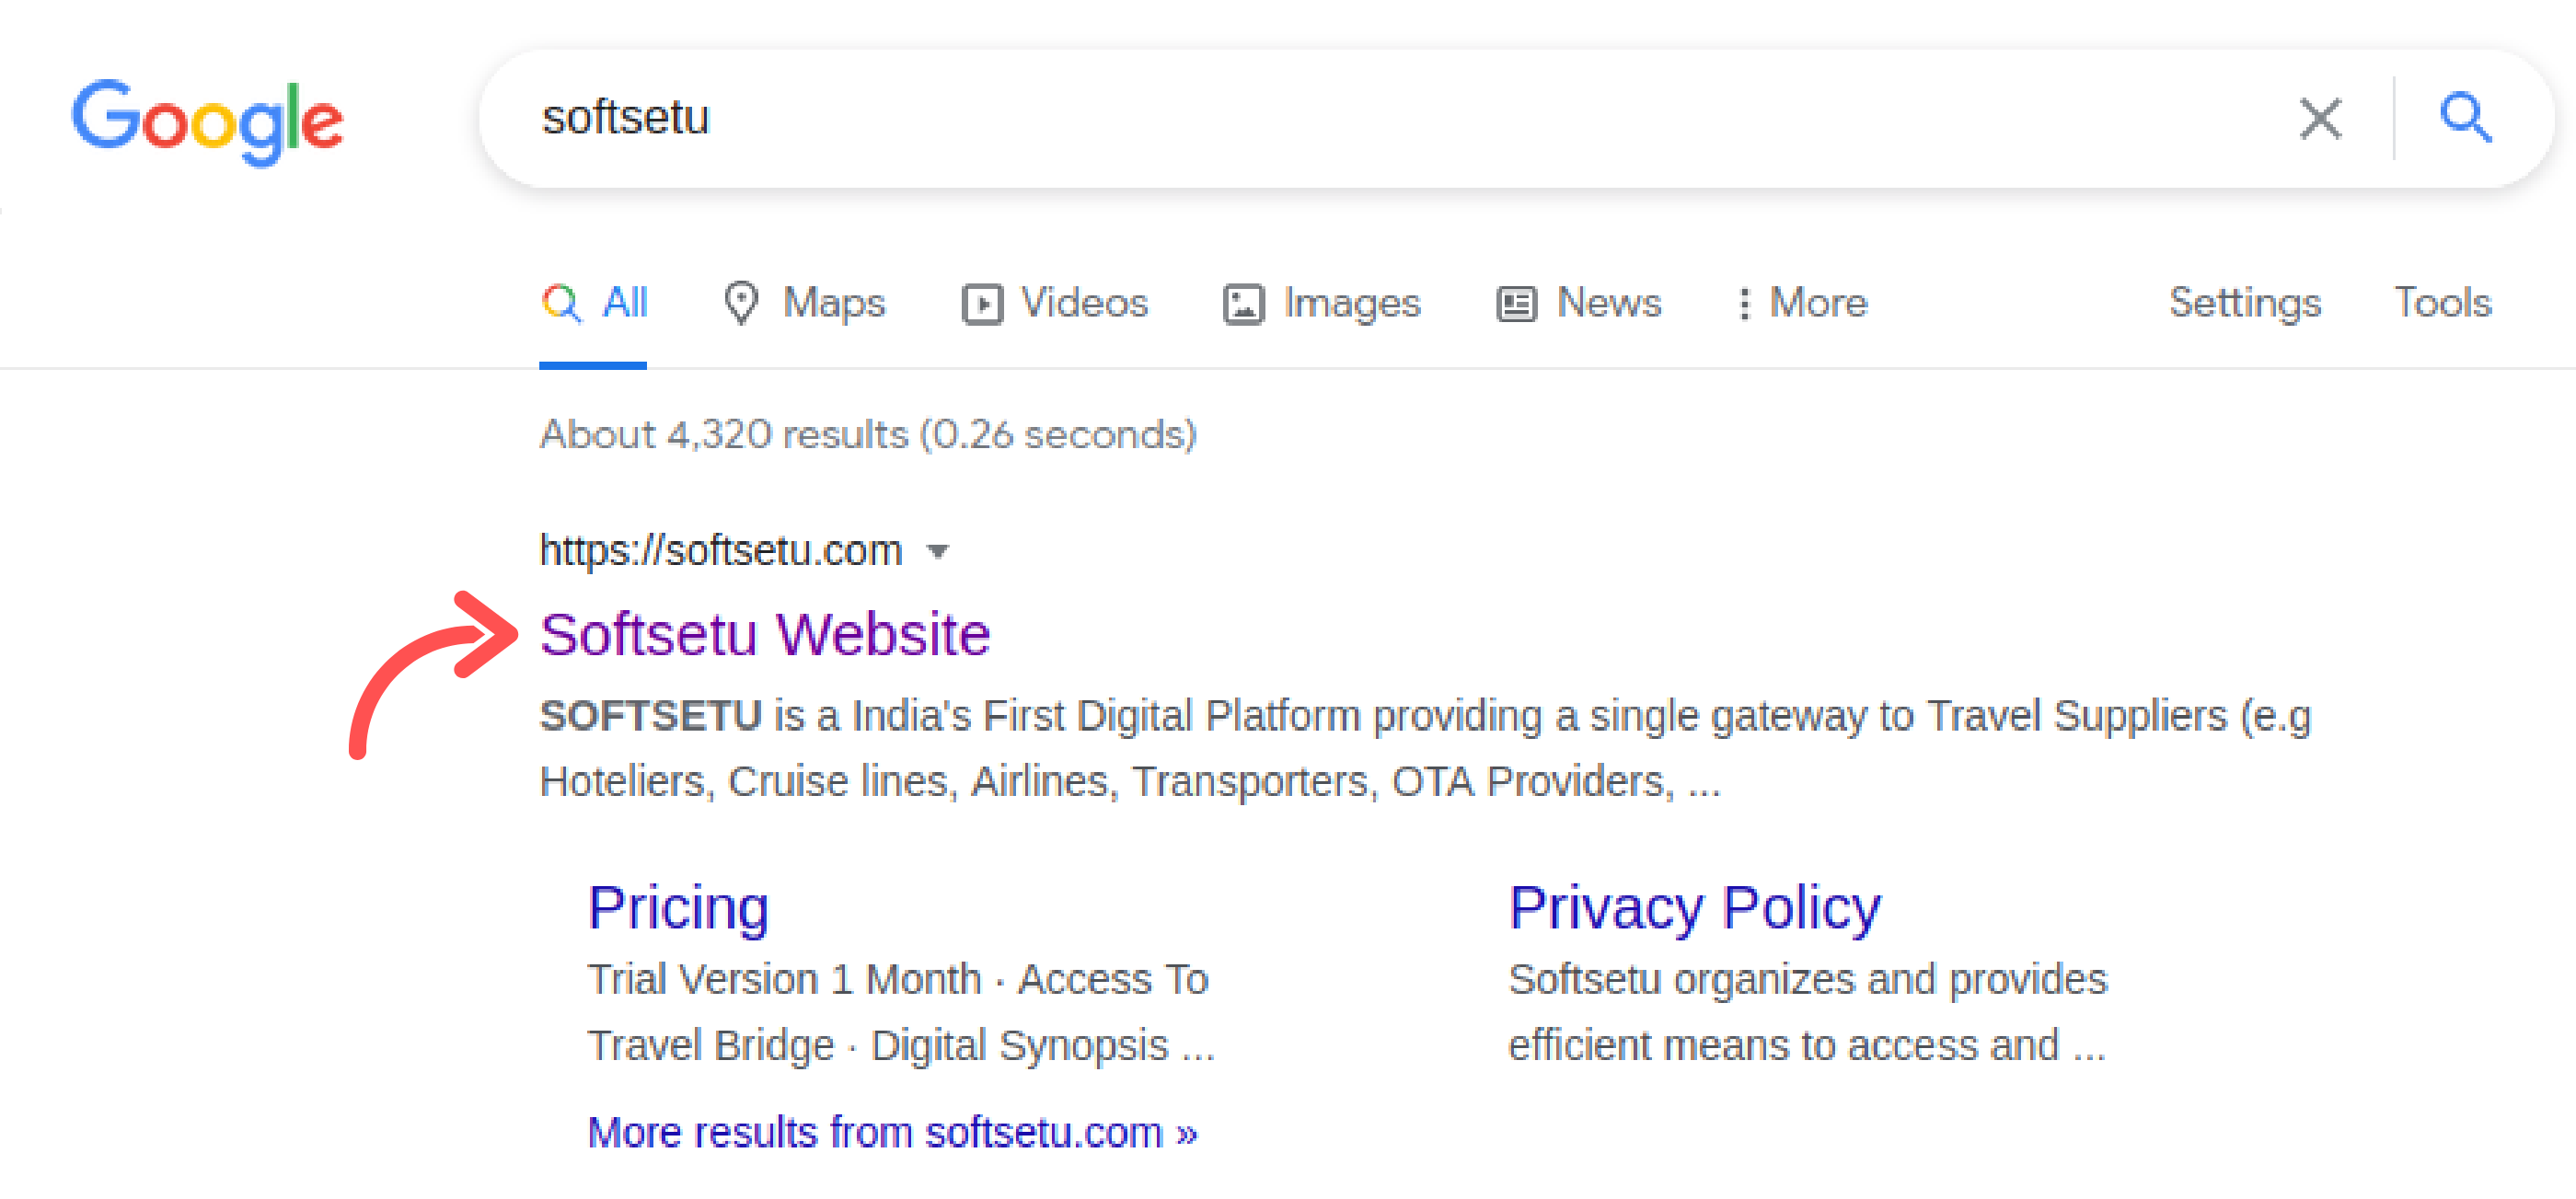 Google
softsetu
All Maps Videos Images News More Settings Tools
About 4,320 results (0.26 seconds)
https://softsetu.com
Softsetu Website
SOFTSETU is a India's First Digital Platform providing a single gateway to Travel Suppliers (e.g
Hoteliers, Cruise lines, Airlines, Transporters, OTA Providers, ...
Pricing
Trial Version 1 Month · Access To
Travel Bridge · Digital Synopsis ...
Privacy Policy
Softsetu organizes and provides
efficient means to access and ...
More results from softsetu.com »